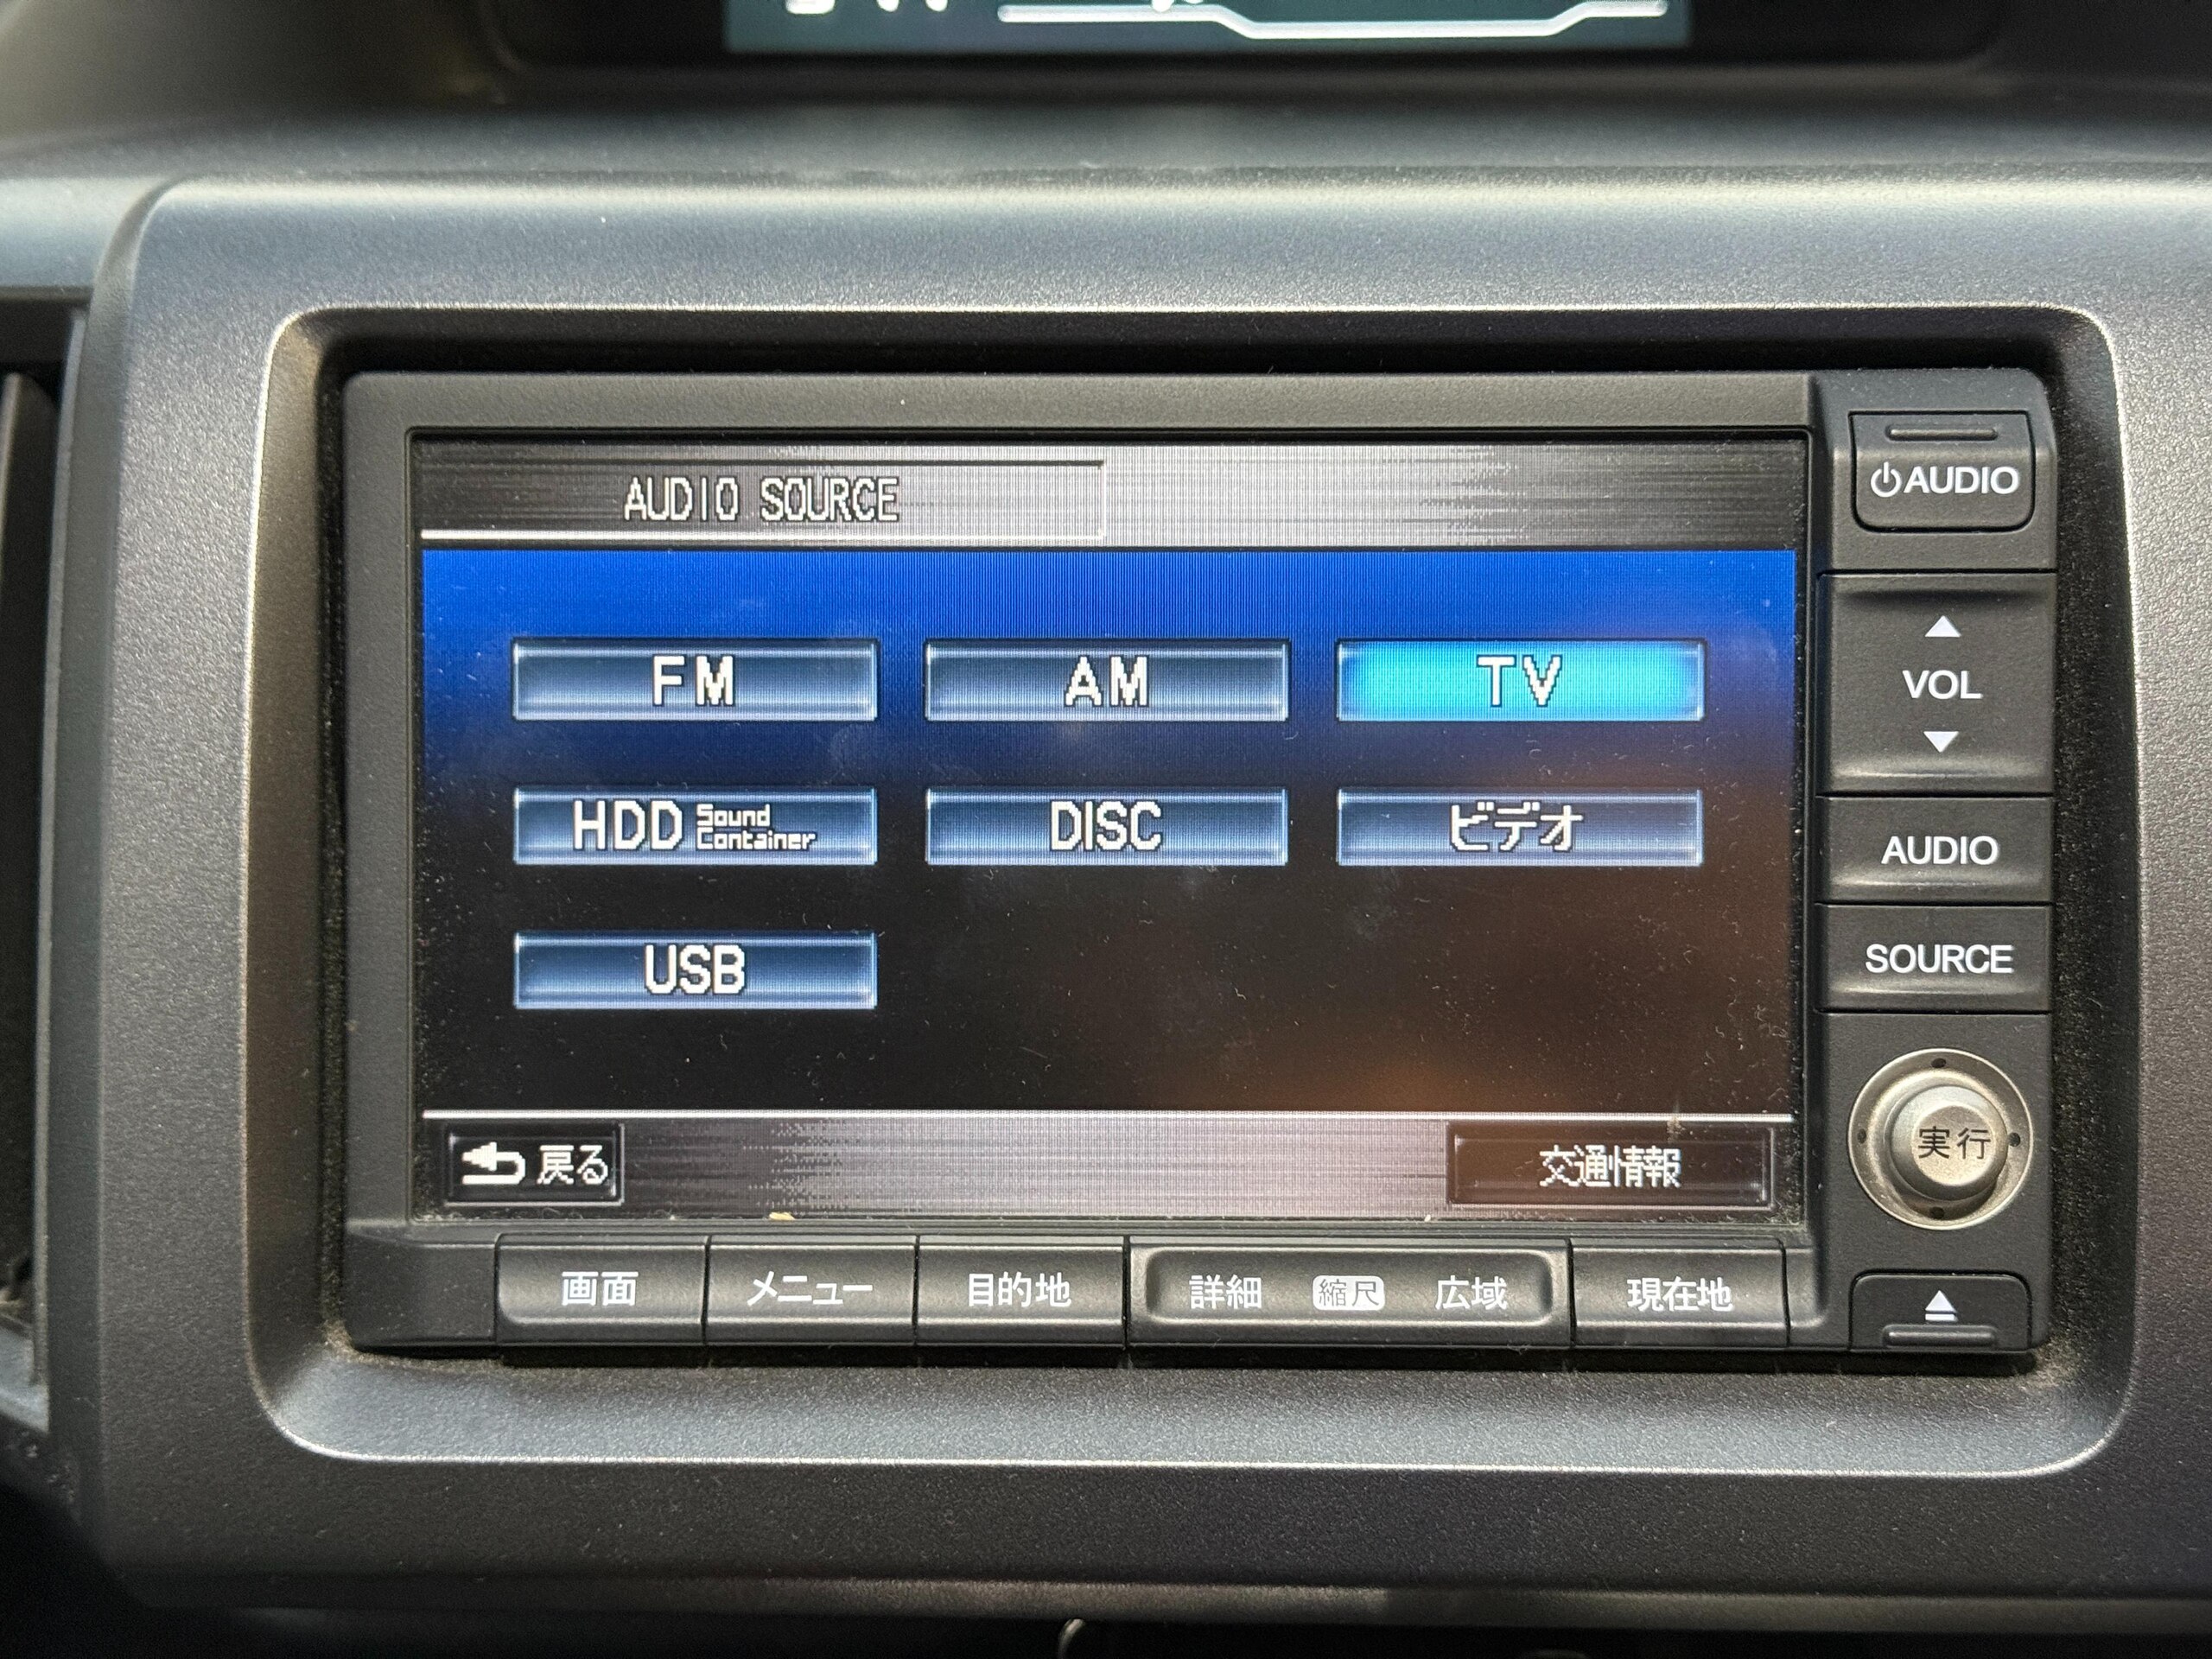 AUDIO SOURCE
FM AM TV
HDD Sound Container DISC ビデオ
USB
戻る 交通情報
AUDIO
VOL
AUDIO
SOURCE
実行
画面 メニュー 目的地 詳細 縮尺 広域 現在地